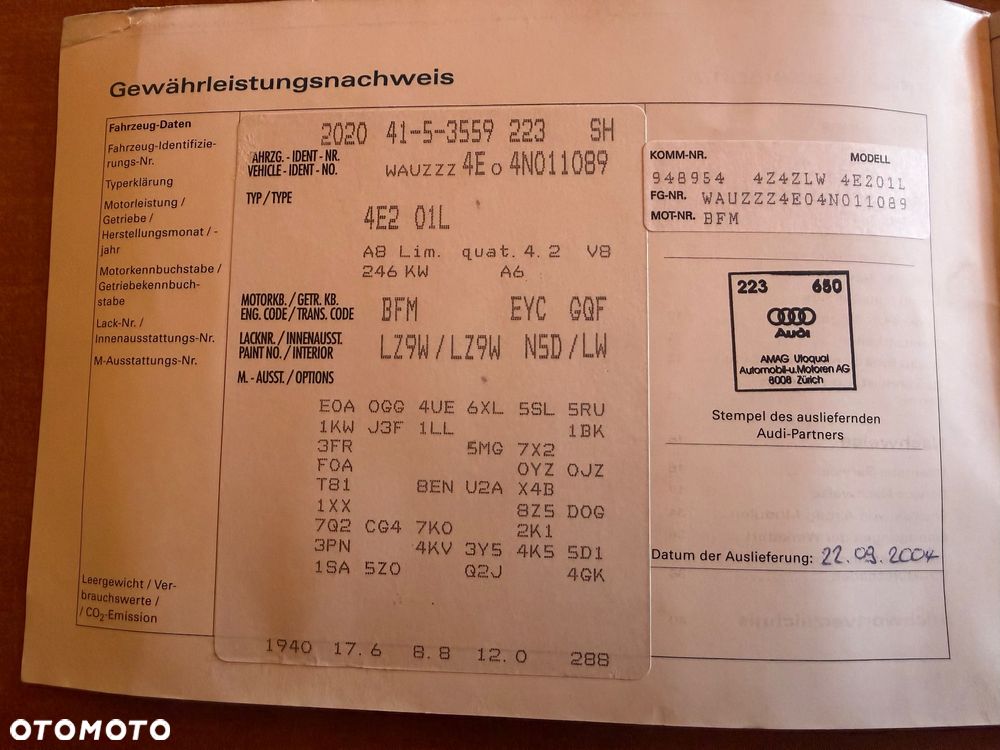 Gewährleistungsnachweis
Fahrzeug-Daten
Fahrzeug-Identifizie-
rungs-Nr.
Typerklärung
Motorleistung /
Getriebe /
Herstellungsmonat / -
jahr
Motorkennbuchstabe /
Getriebekennbuch-
stabe
Lack-Nr. /
Innenausstattungs-Nr.
M-Ausstattungs-Nr.
Leergewicht / Ver-
brauchswerte /
/ CO2-Emission
2020 41-5-3559 223 SH
FAHRZG. - IDENT - NR.
VEHICLE - IDENT - NO.
WAUZZZ 4E0 4N011089
TYP / TYPE
4E2 01L
A8 Lim. quat. 4.2 V8
246 KW A6
MOTORKB. / GETR. KB.
ENG. CODE / TRANS. CODE
BFM EYC GQF
LACKNR. / INNENAUSST.
PAINT NO. / INTERIOR
LZ9W / LZ9W N5D / LW
M. - AUSST. / OPTIONS
E0A 0GG 4UE 6XL 5SL 5RU
1KW J3F 1LL 1BK
3FR 5MG 7X2
F0A 0YZ 0JZ
T81 8EN U2A X4B
1XX 8Z5 D0G
7Q2 CG4 7K0 2K1
3PN 4KV 3Y5 4K5 5D1
1SA 5Z0 Q2J 4GK
1940 17.6 8.8 12.0 288
KOMM-NR. MODELL
948954 4Z4ZLW 4E201L
FG-NR. WAUZZZ4E04N011089
MOT-NR. BFM
223 650
Audi
AMAG Utoquai
Automobil-u. Motoren AG
8008 Zürich
Stempel des ausliefernden
Audi-Partners
Datum der Auslieferung: 22.09.2004
OTOMOTO